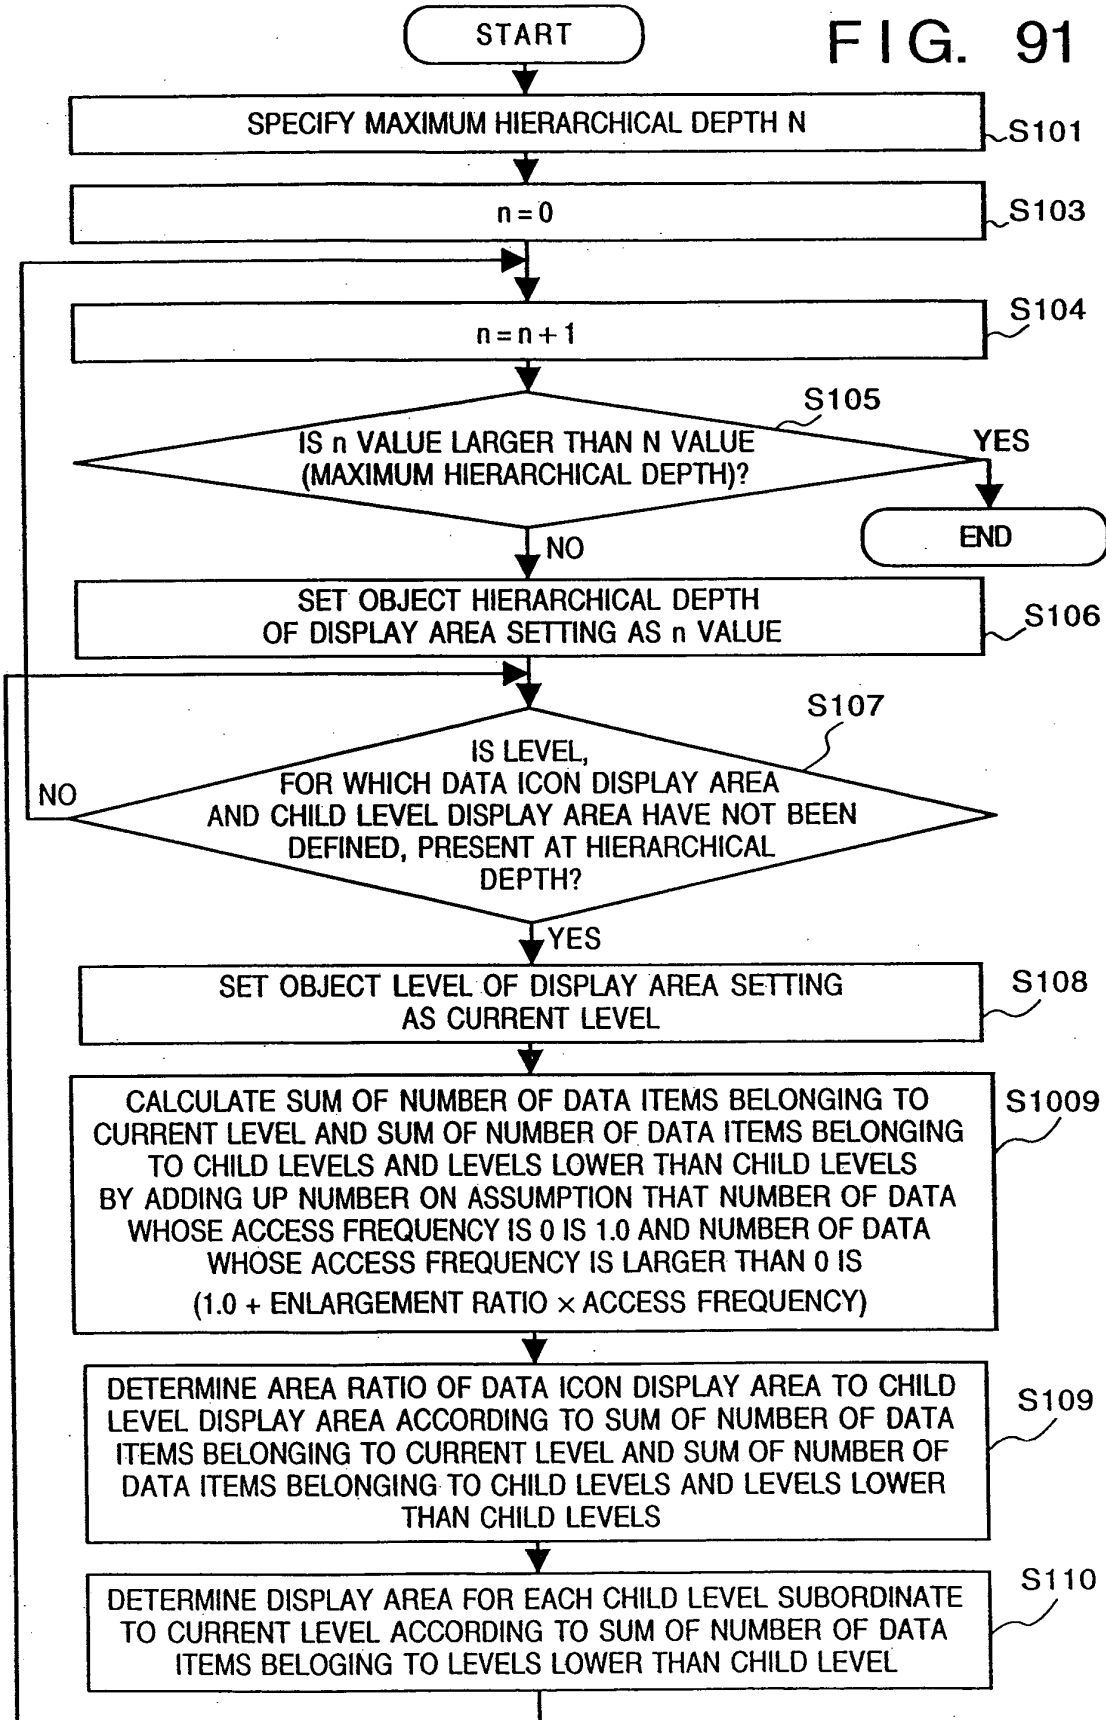 START
FIG. 91
SPECIFY MAXIMUM HIERARCHICAL DEPTH N
S101
n = 0
S103
S104
n = n + 1
S105
IS n VALUE LARGER THAN N VALUE
(MAXIMUM HIERARCHICAL DEPTH)?
YES
END
NO
SET OBJECT HIERARCHICAL DEPTH
OF DISPLAY AREA SETTING AS n VALUE
S106
S107
IS LEVEL,
FOR WHICH DATA ICON DISPLAY AREA
AND CHILD LEVEL DISPLAY AREA HAVE NOT BEEN
DEFINED, PRESENT AT HIERARCHICAL
DEPTH?
NO
YES
SET OBJECT LEVEL OF DISPLAY AREA SETTING
AS CURRENT LEVEL
S108
CALCULATE SUM OF NUMBER OF DATA ITEMS BELONGING TO
CURRENT LEVEL AND SUM OF NUMBER OF DATA ITEMS BELONGING
TO CHILD LEVELS AND LEVELS LOWER THAN CHILD LEVELS
BY ADDING UP NUMBER ON ASSUMPTION THAT NUMBER OF DATA
WHOSE ACCESS FREQUENCY IS 0 IS 1.0 AND NUMBER OF DATA
WHOSE ACCESS FREQUENCY IS LARGER THAN 0 IS
(1.0 + ENLARGEMENT RATIO × ACCESS FREQUENCY)
S1009
DETERMINE AREA RATIO OF DATA ICON DISPLAY AREA TO CHILD
LEVEL DISPLAY AREA ACCORDING TO SUM OF NUMBER OF DATA
ITEMS BELONGING TO CURRENT LEVEL AND SUM OF NUMBER OF
DATA ITEMS BELONGING TO CHILD LEVELS AND LEVELS LOWER
THAN CHILD LEVELS
S109
DETERMINE DISPLAY AREA FOR EACH CHILD LEVEL SUBORDINATE
TO CURRENT LEVEL ACCORDING TO SUM OF NUMBER OF DATA
ITEMS BELOGING TO LEVELS LOWER THAN CHILD LEVEL
S110